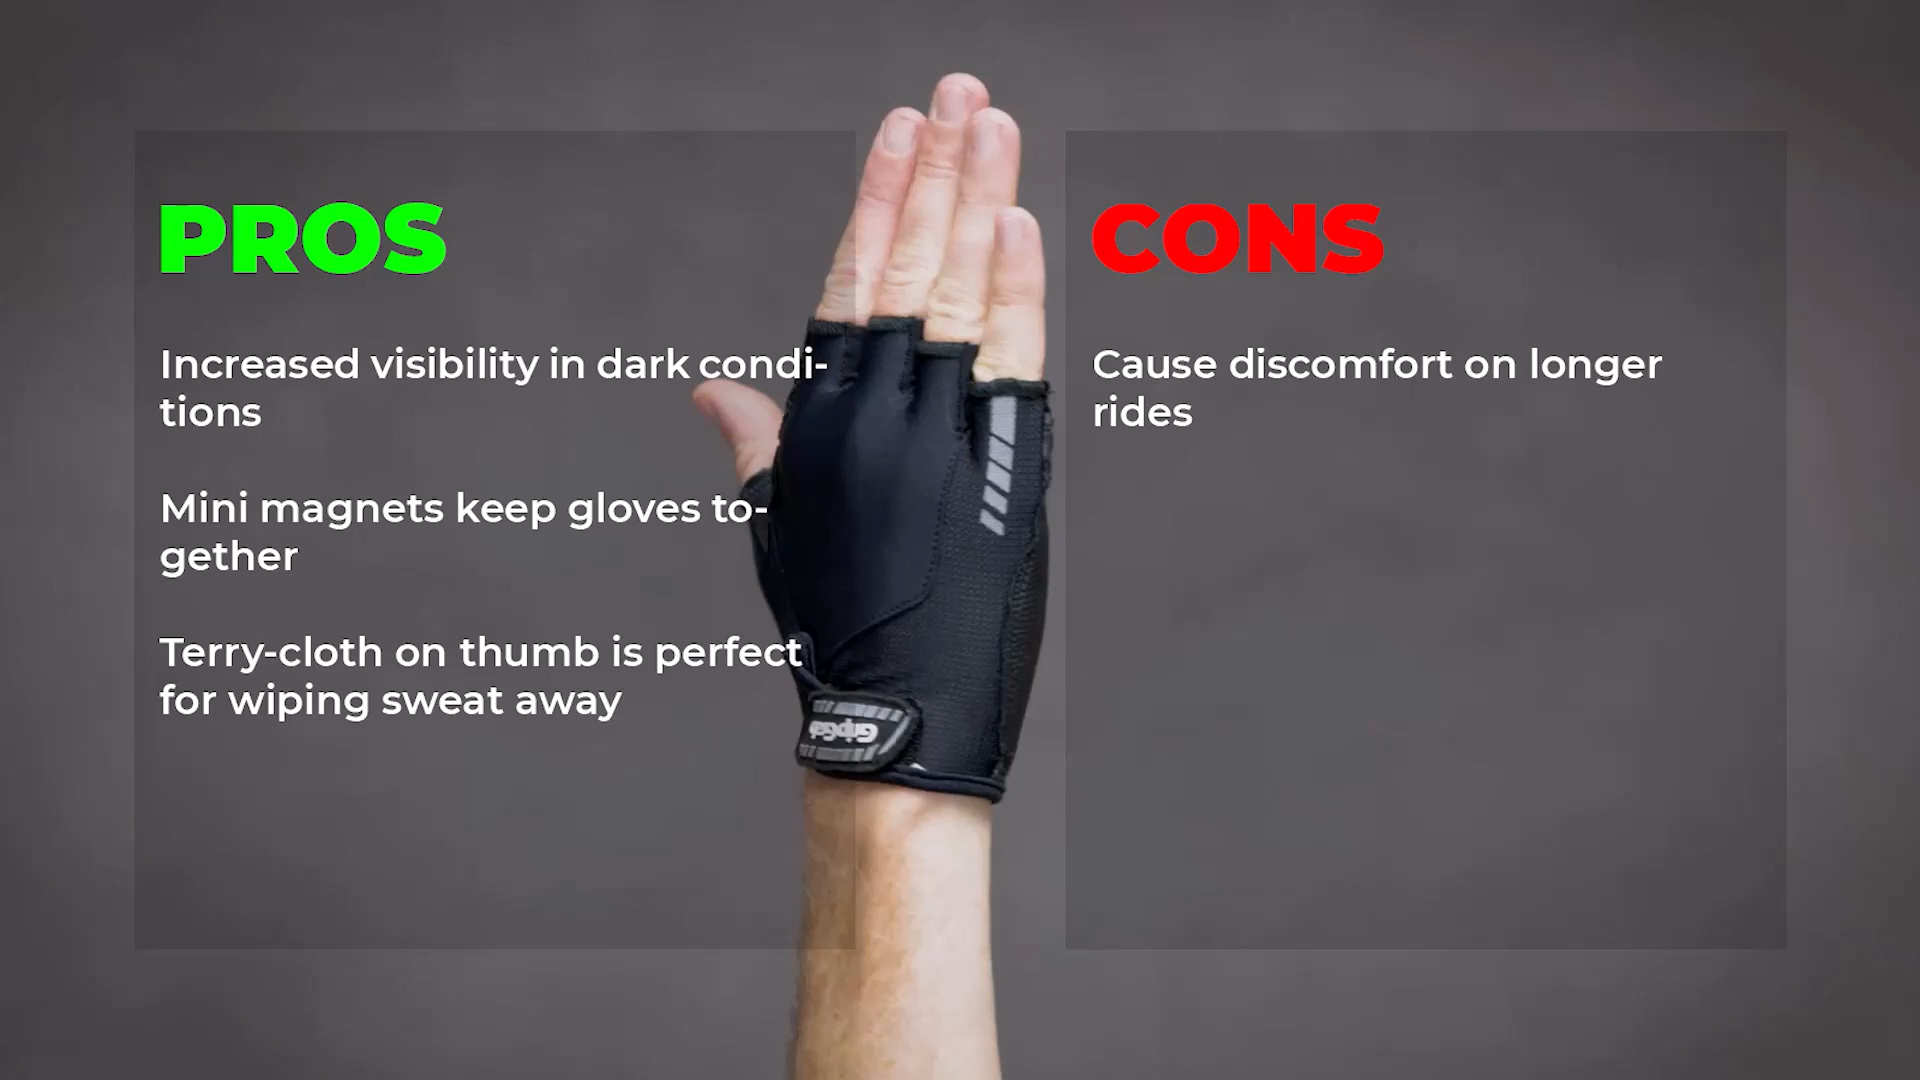 PROS
Increased visibility in dark condi-
tions
Mini magnets keep gloves to-
gether
Terry-cloth on thumb is perfect
for wiping sweat away
CONS
Cause discomfort on longer
rides
GripGrab